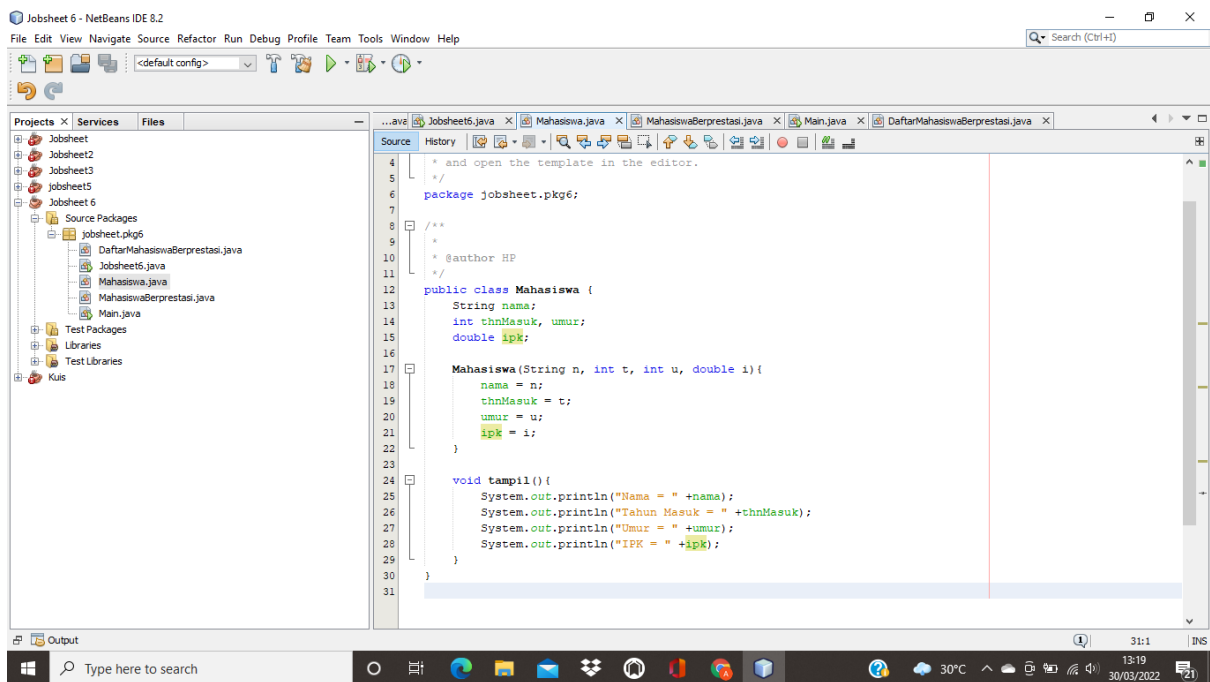 Jobsheet 6 - NetBeans IDE 8.2
File Edit View Navigate Source Refactor Run Debug Profile Team Tools Window Help
Search (Ctrl+I)
<default config>
Projects Services Files
Jobsheet
Jobsheet2
Jobsheet3
jobsheet5
Jobsheet 6
Source Packages
jobsheet.pkg6
DaftarMahasiswaBerprestasi.java
Jobsheet6.java
Mahasiswa.java
MahasiswaBerprestasi.java
Main.java
Test Packages
Libraries
Test Libraries
Kuis
...ava Jobsheet6.java Mahasiswa.java MahasiswaBerprestasi.java Main.java DaftarMahasiswaBerprestasi.java
Source History
4 * and open the template in the editor.
5 */
6 package jobsheet.pkg6;
7
8 /**
9 *
10 * @author HP
11 */
12 public class Mahasiswa {
13 String nama;
14 int thnMasuk, umur;
15 double ipk;
16
17 Mahasiswa(String n, int t, int u, double i){
18 nama = n;
19 thnMasuk = t;
20 umur = u;
21 ipk = i;
22 }
23
24 void tampil(){
25 System.out.println("Nama = " +nama);
26 System.out.println("Tahun Masuk = " +thnMasuk);
27 System.out.println("Umur = " +umur);
28 System.out.println("IPK = " +ipk);
29 }
30 }
31
Output
1 31:1 INS
Type here to search
30°C
13:19
30/03/2022
21